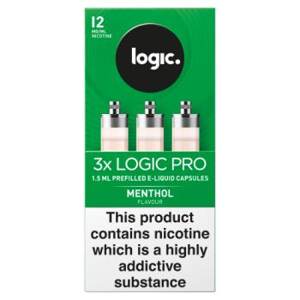 12
MG/ML
NICOTINE
logic.
3x LOGIC PRO
1.5 ML PREFILLED E-LIQUID CAPSULES
MENTHOL
FLAVOUR
This product
contains nicotine
which is a highly
addictive
substance